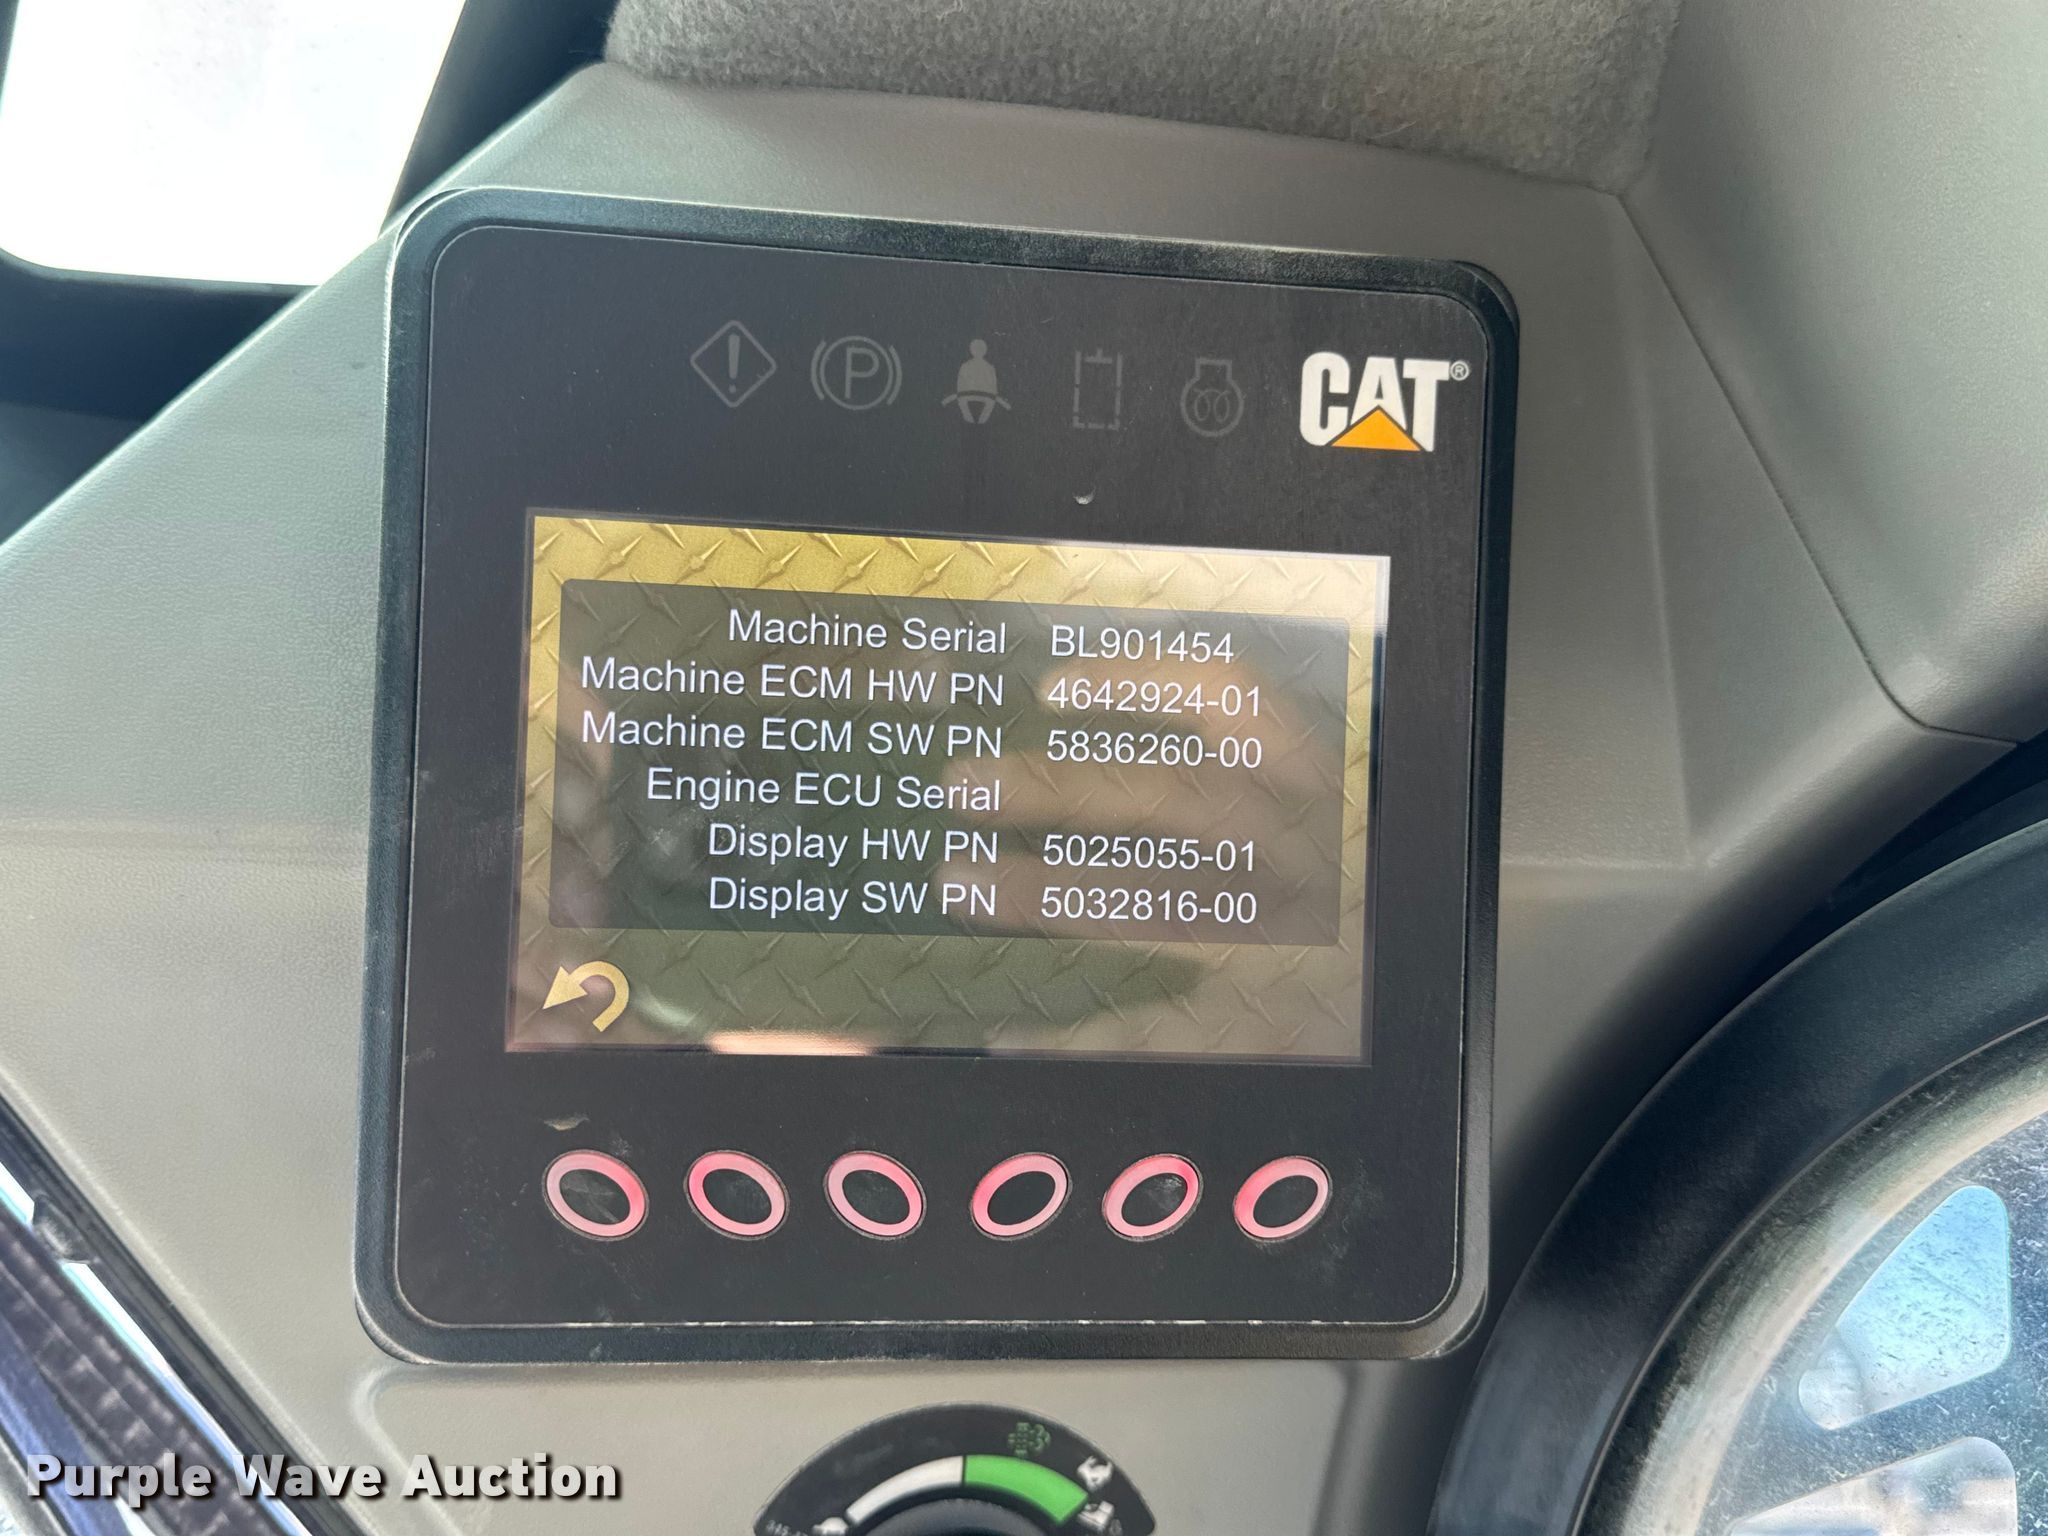 P
CAT®
Machine Serial BL901454
Machine ECM HW PN 4642924-01
Machine ECM SW PN 5836260-00
Engine ECU Serial
Display HW PN 5025055-01
Display SW PN 5032816-00
Purple Wave Auction